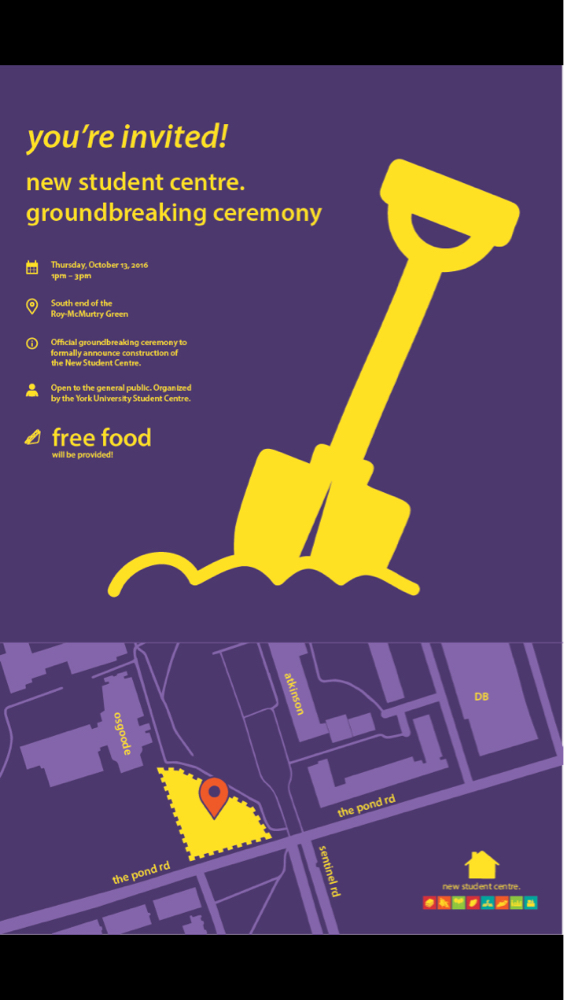 you're invited!
new student centre.
groundbreaking ceremony
Thursday, October 13, 2016
1pm – 3pm
South end of the
Roy-McMurtry Green
Official groundbreaking ceremony to
formally announce construction of
the New Student Centre.
Open to the general public. Organized
by the York University Student Centre.
free food
will be provided!
atkinson
DB
osgoode
the pond rd
the pond rd
sentinel rd
new student centre.